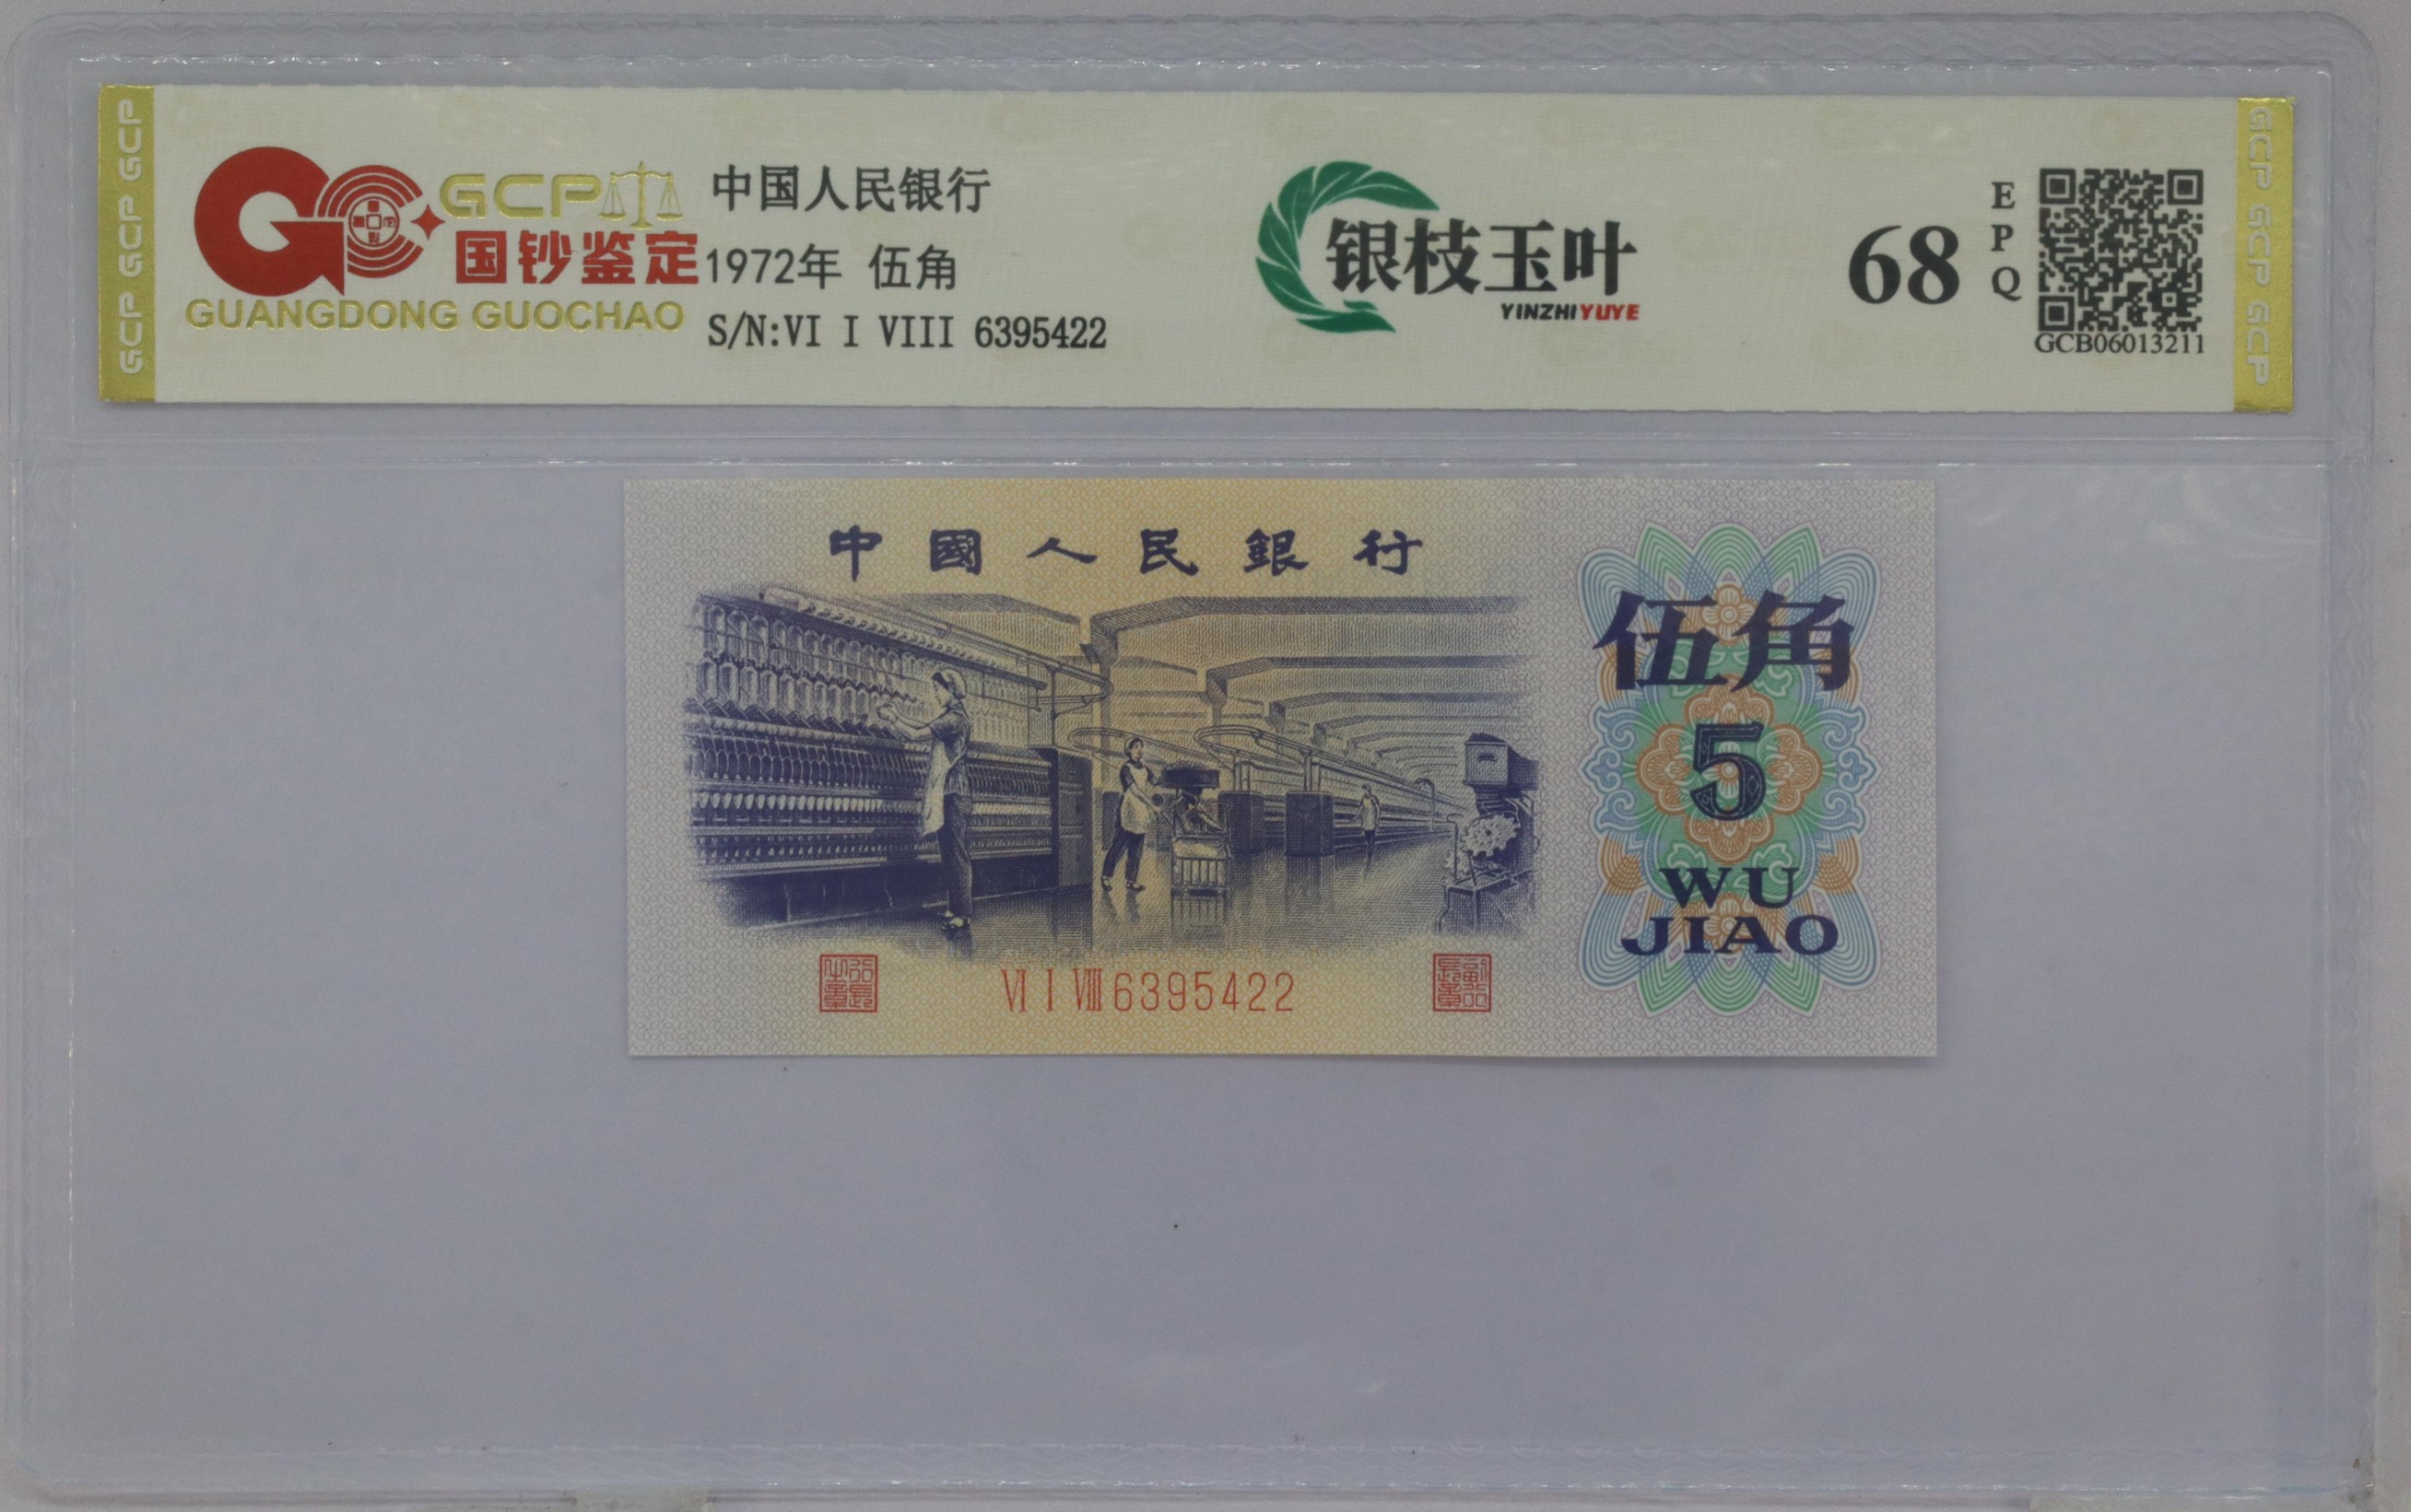 GCP GCP GCP
GCP
国钞鉴定
GUANGDONG GUOCHAO
中国人民银行
1972年 伍角
S/N:VI I VIII 6395422
银枝玉叶
YINZHIYUYE
68
EPQ
GCB06013211
GCP GCP GCP
中國人民銀行
伍角
5
WU
JIAO
VI I VIII 6395422